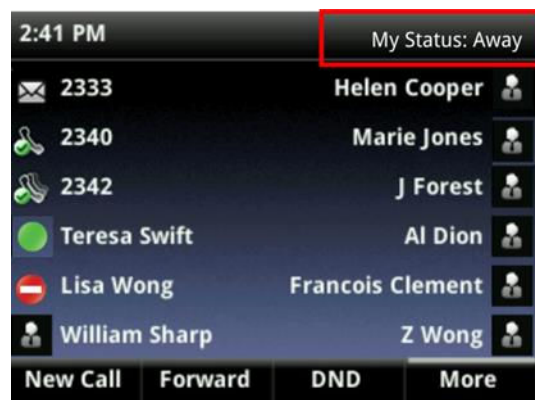 2:41 PM My Status: Away
2333 Helen Cooper
2340 Marie Jones
2342 J Forest
Teresa Swift Al Dion
Lisa Wong Francois Clement
William Sharp Z Wong
New Call Forward DND More